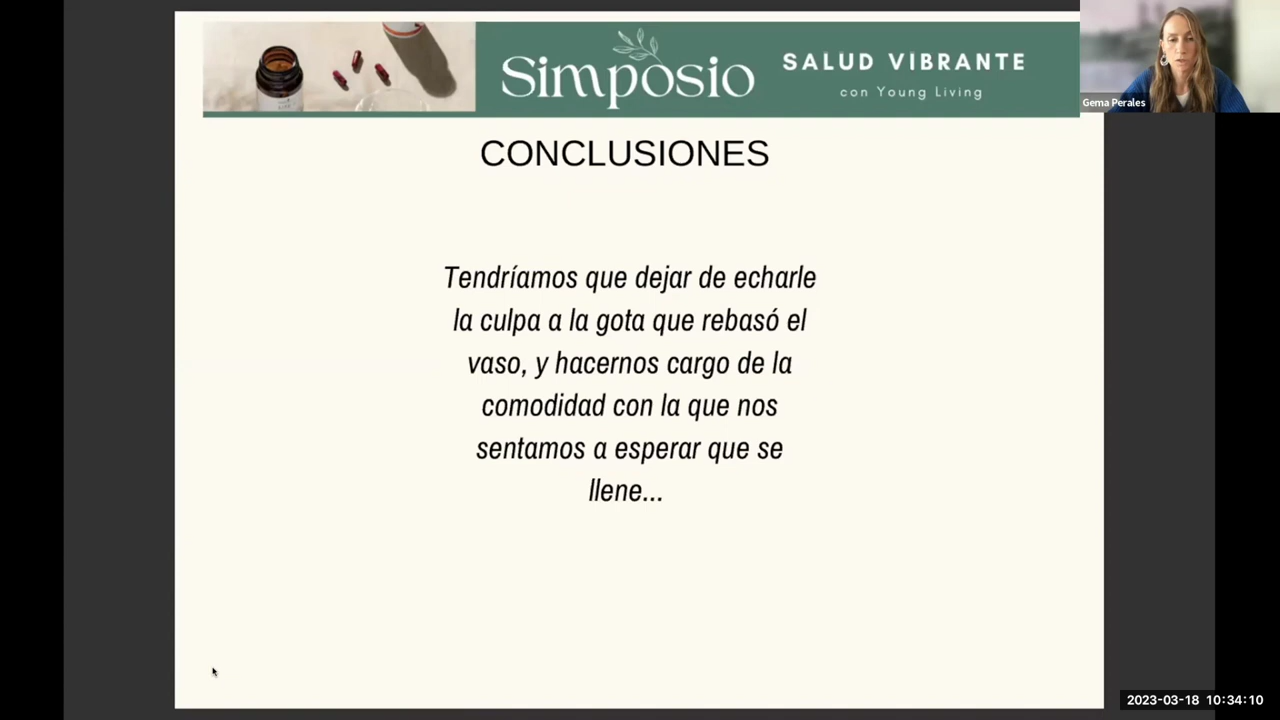 Simposio
SALUD VIBRANTE
con Young Living
Gema Perales
CONCLUSIONES
Tendríamos que dejar de echarle
la culpa a la gota que rebasó el
vaso, y hacernos cargo de la
comodidad con la que nos
sentamos a esperar que se
llene...
2023-03-18 10:34:10